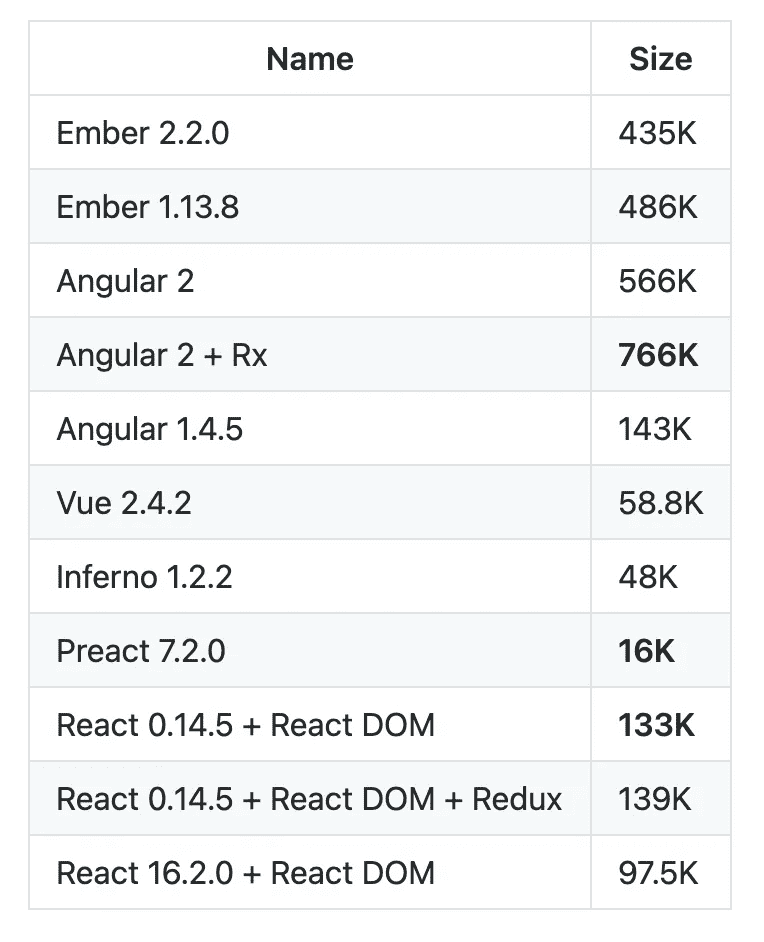 Name Size
Ember 2.2.0 435K
Ember 1.13.8 486K
Angular 2 566K
Angular 2 + Rx 766K
Angular 1.4.5 143K
Vue 2.4.2 58.8K
Inferno 1.2.2 48K
Preact 7.2.0 16K
React 0.14.5 + React DOM 133K
React 0.14.5 + React DOM + Redux 139K
React 16.2.0 + React DOM 97.5K